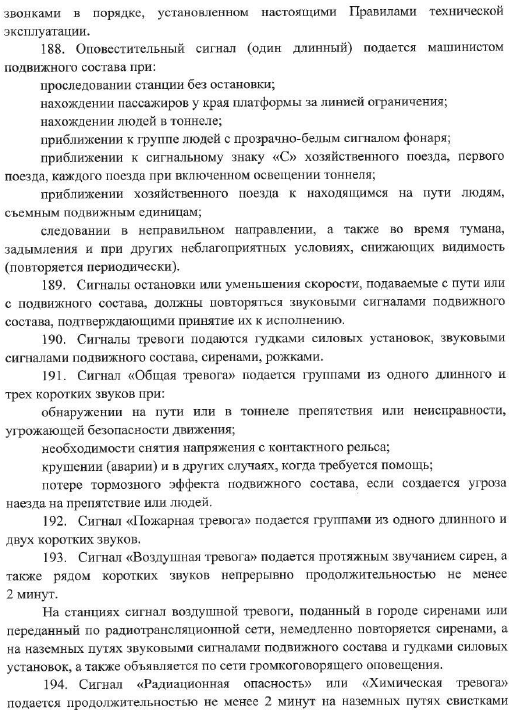 звонками в порядке, установленном настоящими Правилами технической
эксплуатации.
188. Оповестительный сигнал (один длинный) подается машинистом
подвижного состава при:
проследовании станции без остановки;
нахождении пассажиров у края платформы за линией ограничения;
нахождении людей в тоннеле;
приближении к группе людей с прозрачно-белым сигналом фонаря;
приближении к сигнальному знаку «С» хозяйственного поезда, первого
поезда, каждого поезда при включенном освещении тоннеля;
приближении хозяйственного поезда к находящимся на пути людям,
съемным подвижным единицам;
следовании в неправильном направлении, а также во время тумана,
задымления и при других неблагоприятных условиях, снижающих видимость
(повторяется периодически).
189. Сигналы остановки или уменьшения скорости, подаваемые с пути или
с подвижного состава, должны повторяться звуковыми сигналами подвижного
состава, подтверждающими принятие их к исполнению.
190. Сигналы тревоги подаются гудками силовых установок, звуковыми
сигналами подвижного состава, сиренами, рожками.
191. Сигнал «Общая тревога» подается группами из одного длинного и
трех коротких звуков при:
обнаружении на пути или в тоннеле препятствия или неисправности,
угрожающей безопасности движения;
необходимости снятия напряжения с контактного рельса;
крушении (аварии) и в других случаях, когда требуется помощь;
потере тормозного эффекта подвижного состава, если создается угроза
наезда на препятствие или людей.
192. Сигнал «Пожарная тревога» подается группами из одного длинного и
двух коротких звуков.
193. Сигнал «Воздушная тревога» подается протяжным звучанием сирен, а
также рядом коротких звуков непрерывно продолжительностью не менее
2 минут.
На станциях сигнал воздушной тревоги, поданный в городе сиренами или
переданный по радиотрансляционной сети, немедленно повторяется сиренами, а
на наземных путях звуковыми сигналами подвижного состава и гудками силовых
установок, а также объявляется по сети громкоговорящего оповещения.
194. Сигнал «Радиационная опасность» или «Химическая тревога»
подается продолжительностью не менее 2 минут на наземных путях свистками